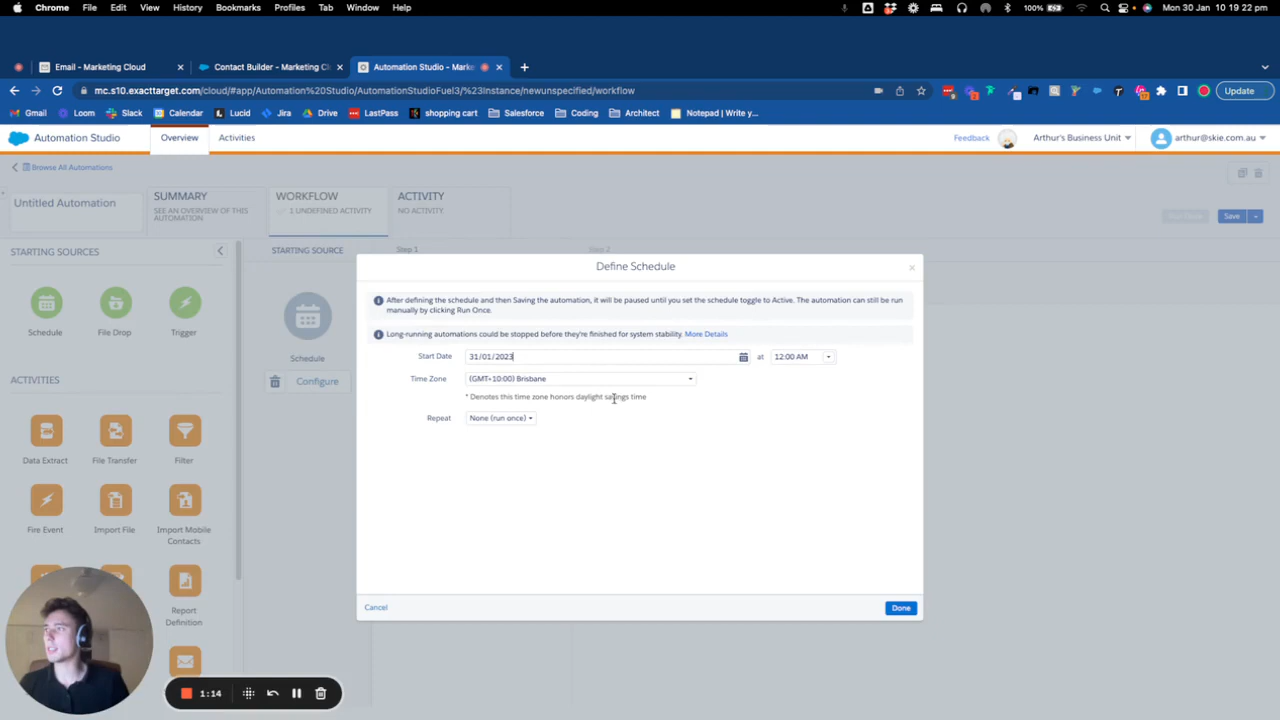 Chrome File Edit View History Bookmarks Profiles Tab Window Help
100% Mon 30 Jan 10 19 22 pm
Email - Marketing Cloud
Contact Builder - Marketing Cl
Automation Studio - Marke
mc.s10.exacttarget.com/cloud/#app/Automation%20Studio/AutomationStudioFuel3/%23Instance/newunspecified/workflow
Update
Gmail Loom Slack Calendar Lucid Jira Drive LastPass shopping cart Salesforce Coding Architect Notepad | Write y...
Automation Studio Overview Activities
Feedback Arthur's Business Unit arthur@skie.com.au
Browse All Automations
Untitled Automation
SUMMARY
SEE AN OVERVIEW OF THIS
AUTOMATION
WORKFLOW
1 UNDEFINED ACTIVITY
ACTIVITY
NO ACTIVITY
Save
STARTING SOURCES
STARTING SOURCE
Step 1
Step 2
Schedule File Drop Trigger
Schedule
Configure
ACTIVITIES
Data Extract File Transfer Filter
Fire Event Import File Import Mobile
Contacts
Report
Definition
Define Schedule
After defining the schedule and then Saving the automation, it will be paused until you set the schedule toggle to Active. The automation can still be run
manually by clicking Run Once.
Long-running automations could be stopped before they're finished for system stability. More Details
Start Date 31/01/2023 at 12:00 AM
Time Zone (GMT+10:00) Brisbane
* Denotes this time zone honors daylight savings time
Repeat None (run once)
Cancel Done
1:14